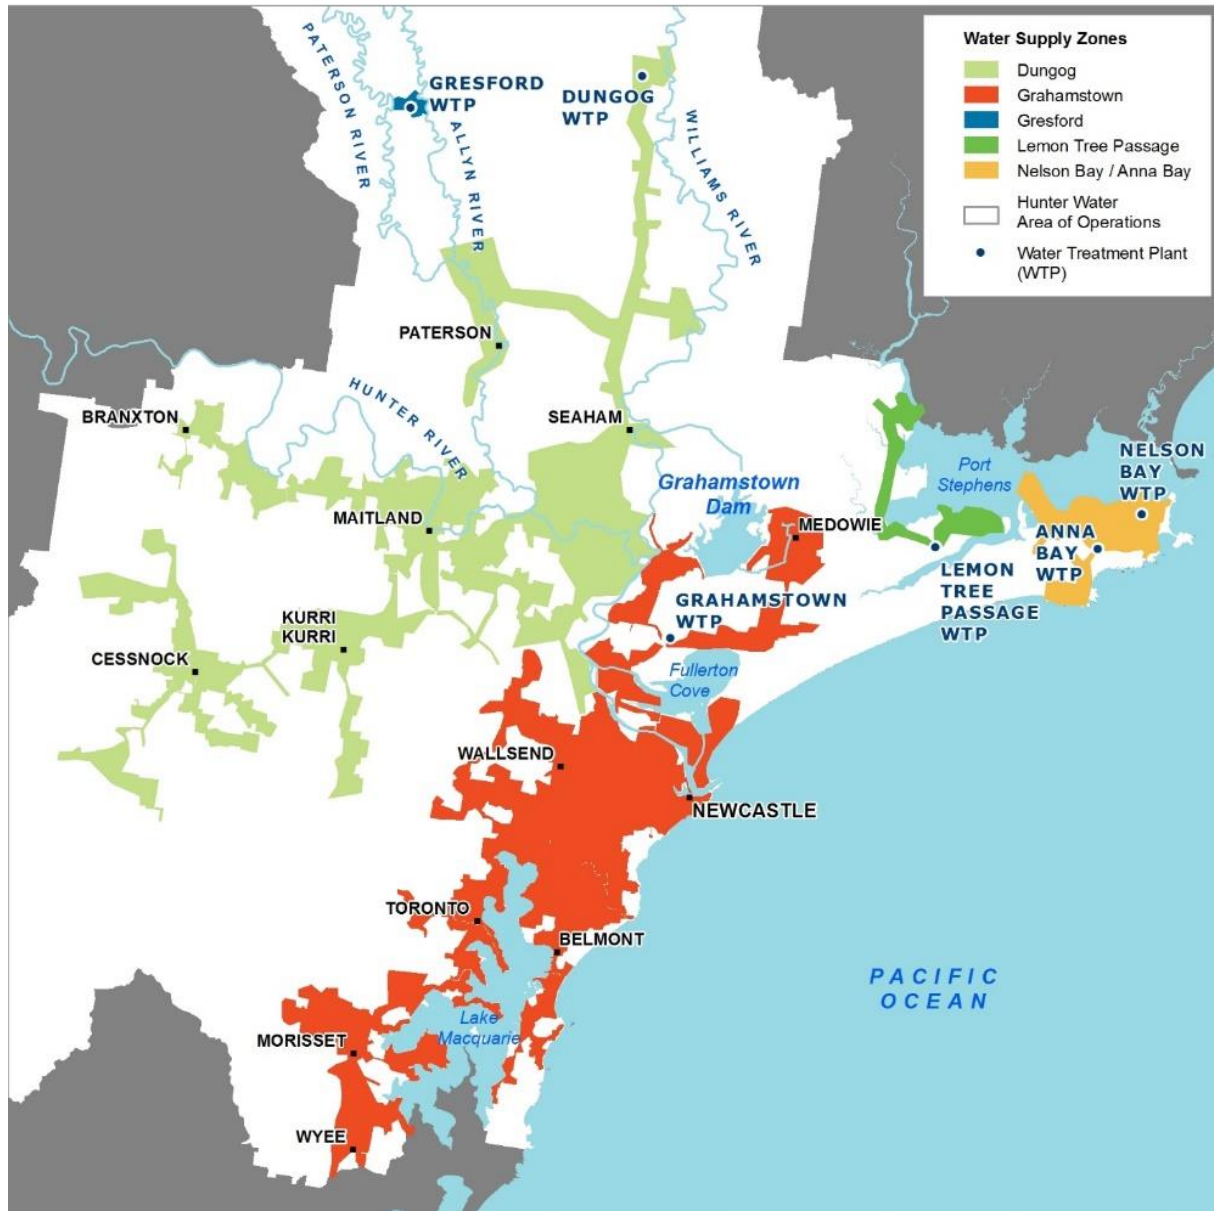 Water Supply Zones
Dungog
Grahamstown
Gresford
Lemon Tree Passage
Nelson Bay / Anna Bay
Hunter Water
Area of Operations
Water Treatment Plant
(WTP)
PATERSON RIVER
GRESFORD
WTP
ALLYN RIVER
DUNGOG
WTP
WILLIAMS RIVER
PATERSON
HUNTER RIVER
BRANXTON
SEAHAM
MAITLAND
Grahamstown
Dam
MEDOWIE
Port
Stephens
NELSON
BAY
WTP
ANNA
BAY
WTP
LEMON
TREE
PASSAGE
WTP
GRAHAMSTOWN
WTP
KURRI
KURRI
CESSNOCK
Fullerton
Cove
WALLSEND
NEWCASTLE
TORONTO
BELMONT
PACIFIC
OCEAN
Lake
Macquarie
MORISSET
WYEE